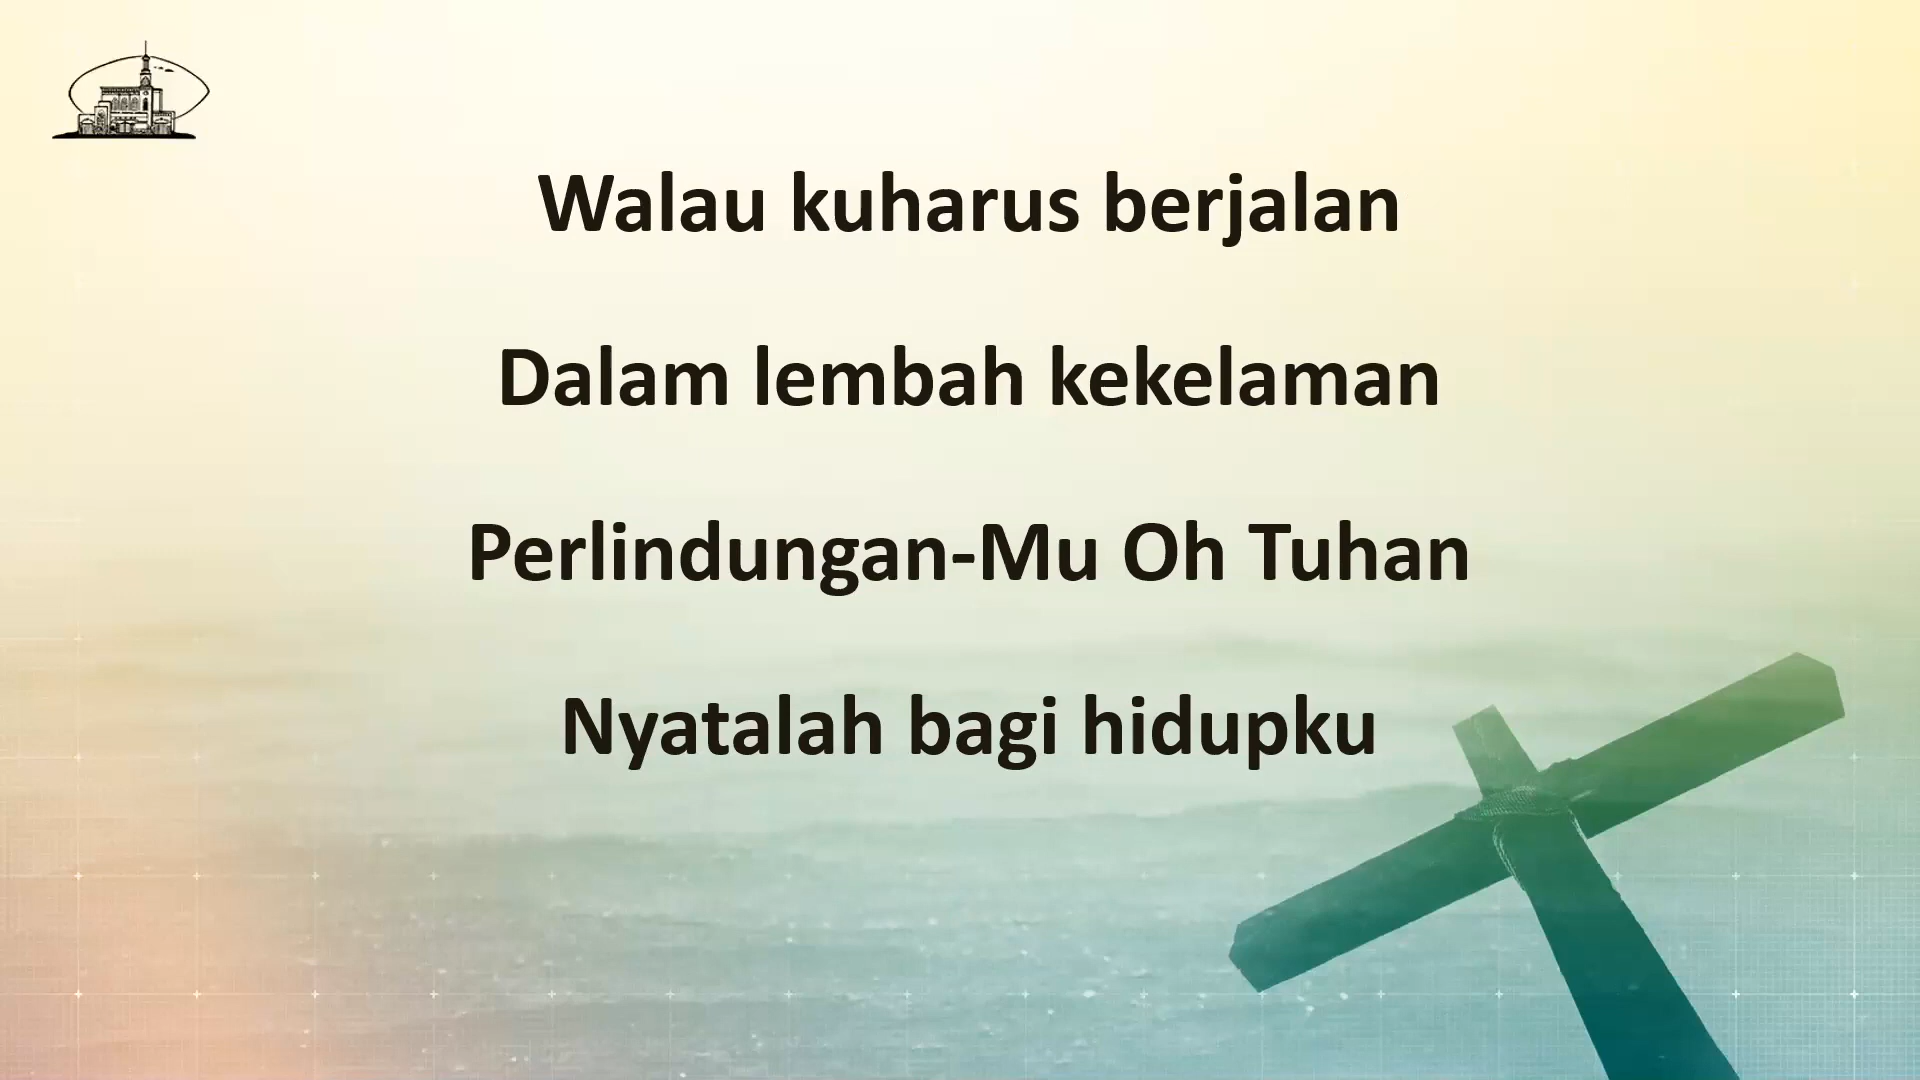 Walau kuharus berjalan
Dalam lembah kekelaman
Perlindungan-Mu Oh Tuhan
Nyatalah bagi hidupku